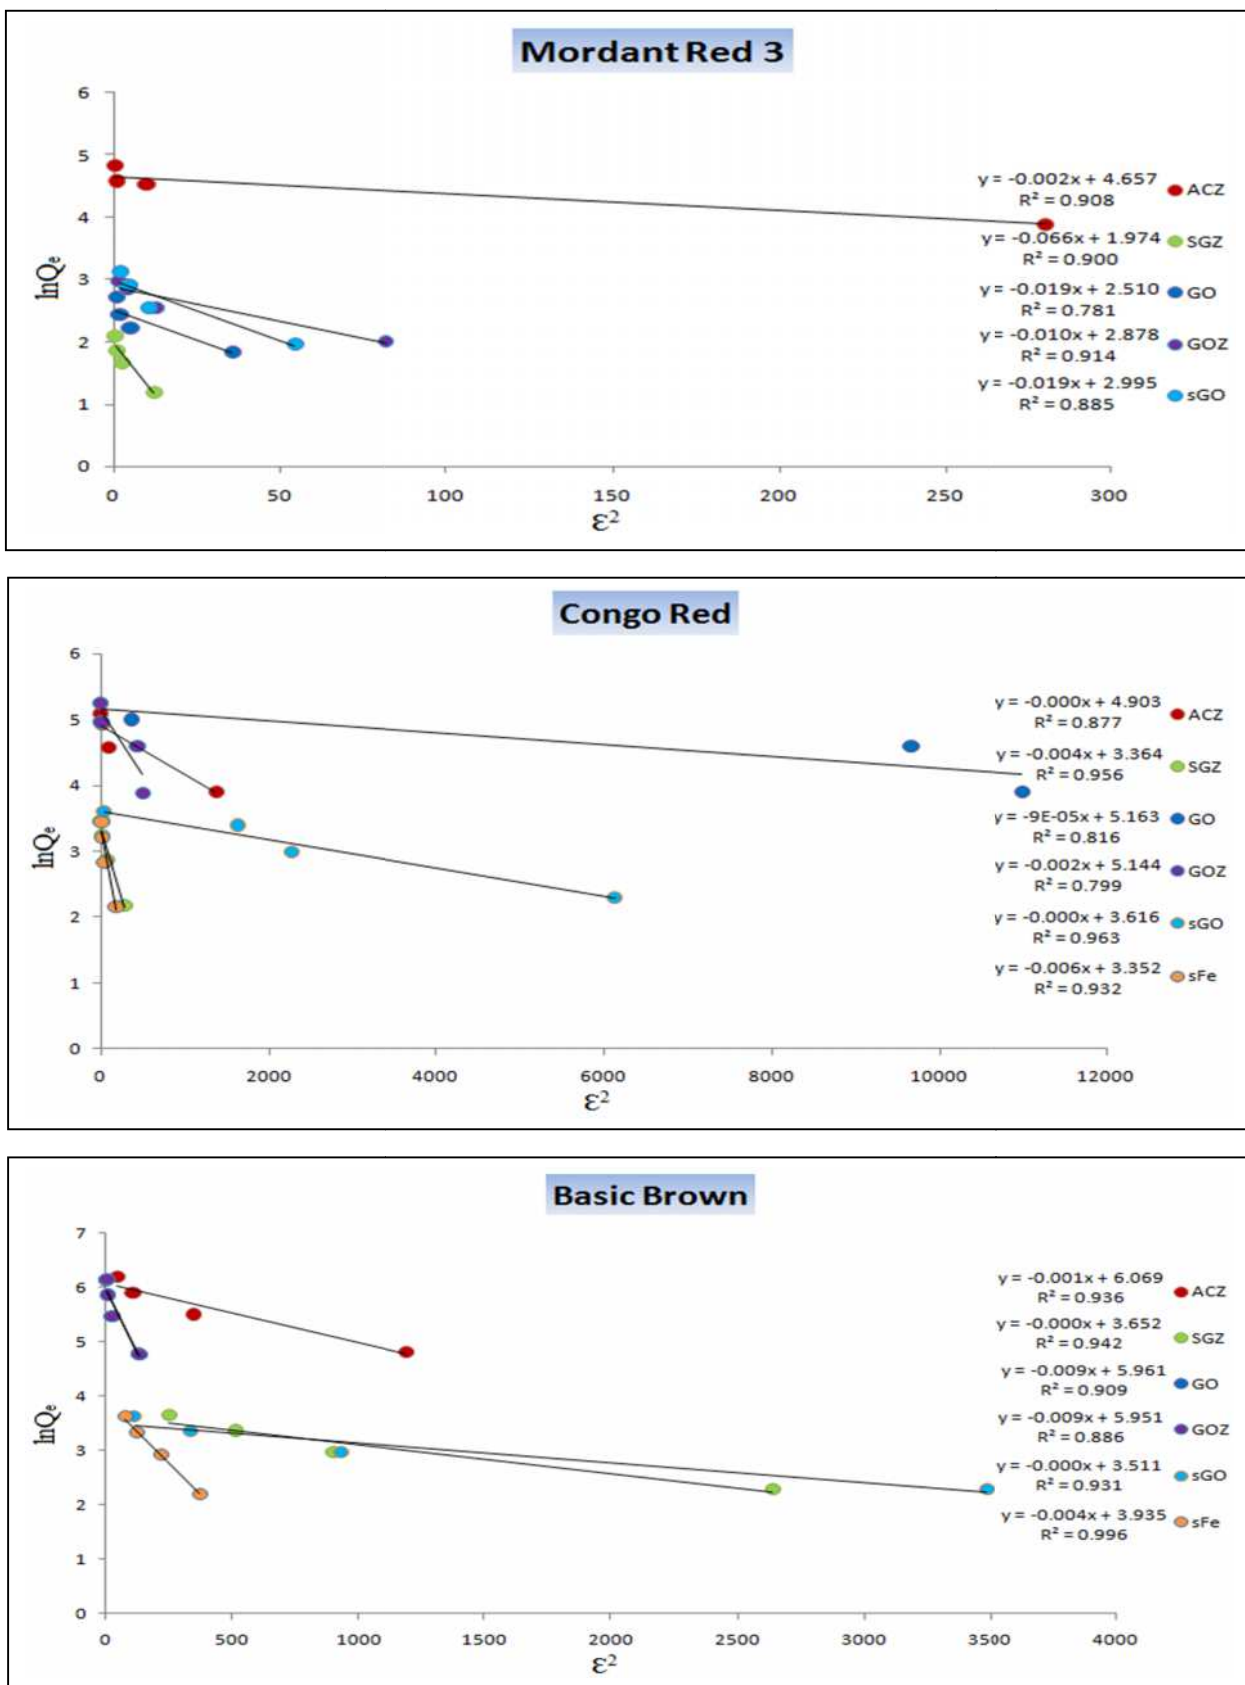 Mordant Red 3
6
5
y = -0.002x + 4.657
R² = 0.908
ACZ
4
y = -0.066x + 1.974
R² = 0.900
SGZ
lnQe
3
y = -0.019x + 2.510
R² = 0.781
GO
2
y = -0.010x + 2.878
R² = 0.914
GOZ
y = -0.019x + 2.995
R² = 0.885
sGO
1
0
0 50 100 150 200 250 300
ε²
Congo Red
6
5
y = -0.000x + 4.903
R² = 0.877
ACZ
y = -0.004x + 3.364
R² = 0.956
SGZ
4
y = -9E-05x + 5.163
R² = 0.816
GO
lnQe
3
y = -0.002x + 5.144
R² = 0.799
GOZ
2
y = -0.000x + 3.616
R² = 0.963
sGO
1
y = -0.006x + 3.352
R² = 0.932
sFe
0
0 2000 4000 6000 8000 10000 12000
ε²
Basic Brown
7
6
y = -0.001x + 6.069
R² = 0.936
ACZ
5
y = -0.000x + 3.652
R² = 0.942
SGZ
4
y = -0.009x + 5.961
R² = 0.909
GO
lnQe
3
y = -0.009x + 5.951
R² = 0.886
GOZ
y = -0.000x + 3.511
R² = 0.931
sGO
2
y = -0.004x + 3.935
R² = 0.996
sFe
1
0
0 500 1000 1500 2000 2500 3000 3500 4000
ε²